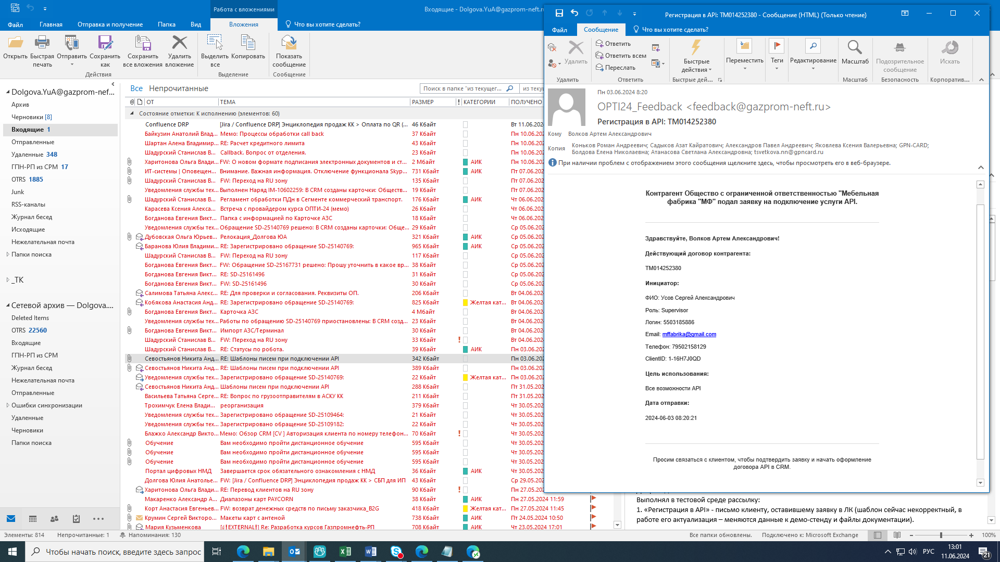 Работа с вложениями
Входящие - Dolgova.YuA@gazprom-neft.ru
Файл
Главная
Отправка и получение
Папка
Вид
Вложения
Что вы хотите сделать?
Открыть
Быстрая печать
Отправить
Сохранить как
Сохранить все вложения
Удалить вложение
Выделить все
Копировать
Показать сообщение
Действия
Выделение
Сообщение
Dolgova.YuA@gazprom-nef...
Архив
Черновики [8]
Входящие 1
Отправленные
Удаленные 348
ГПН-РП из СРМ 17
OTRS 1885
Junk
RSS-каналы
Журнал бесед
Исходящие
Нежелательная почта
Папки поиска
_ТК
Сетевой архив — Dolgova....
Deleted Items
OTRS 22560
Входящие
ГПН-РП из СРМ
Журнал бесед
Нежелательная почта
Отправленные
Ошибки синхронизации
Удаленные
Черновики
Папки поиска
Все Непрочитанные
Поиск в папке "из текущег...
из текущ
ОТ ТЕМА РАЗМЕР ! КАТЕГОРИИ ПОЛУЧЕНО
Состояние отметки: К исполнению (элементов: 60)
Confluence DRP [Jira / Confluence DRP] Энциклопедия продаж КК > Оплата по QR (... 46 Кбайт Вт 11.06.2024
Байкузин Анатолий Влад... Мемо: Процессы обработки call back 37 Кбайт Пн 10.06.202
Шартан Алена Владимир... RE: Расчет кредитного лимита 43 Кбайт Пн 10.06.202
Шадурский Станислав В... Callback. Вопрос от отделения. 23 Кбайт Пн 10.06.202
Харитонова Ольга Влади... FW: О новом формате подписания электронных документов и ст... 2 Мбайт АИК Пн 10.06.202
ИТ-системы | Оповещен... Внимание. Важная информация. Отключение функционала Skyp... 731 Кбайт АИК Пт 07.06.202
Шадурский Станислав В... FW: Переход на RU зону 135 Кбайт Пт 07.06.202
Уведомления службы тех... Выполнен Наряд IM-10602259: В CRM созданы карточки: Обществ... 19 Кбайт Пт 07.06.202
Шадурский Станислав В... Регламент обработки ПДн в Сегменте коммерческий транспорт. 176 Кбайт АИК Чт 06.06.202
Карасева Ксения Алекса... Встреча с провайдером курса ОПТИ-24 (мемо) 26 Кбайт Чт 06.06.202
Богданова Евгения Викт... Папка с информацией по Карточке АЗС 18 Кбайт Чт 06.06.202
Уведомления службы тех... Обращение SD-25140769 решено: В CRM созданы карточки: Обще... 29 Кбайт Ср 05.06.202
Дубовская Ольга Юрьев... Релокация_Долгова ЮА 321 Кбайт АИК Ср 05.06.202
Баранова Юлия Владими... RE: Зарегистрировано обращение SD-25140769: 965 Кбайт АИК Ср 05.06.202
Шадурский Станислав В... FW: Переход на RU зону 117 Кбайт Ср 05.06.202
Богданова Евгения Викт... FW: Обращение SD-25167731 решено: Прошу уточнить в какое вр... 38 Кбайт Ср 05.06.202
Богданова Евгения Викт... RE: SD-25161496 31 Кбайт Ср 05.06.202
Богданова Евгения Викт... FW: SD-25161496 30 Кбайт Ср 05.06.202
Салимова Татьяна Алекс... RE: Для проверки и согласования. Реквизиты ОП. 206 Кбайт Вт 04.06.202
Кобякова Анастасия Анд... RE: Зарегистрировано обращение SD-25140769: 825 Кбайт Желтая кат... Вт 04.06.202
Богданова Евгения Викт... Карточка АЗС 4 Мбайт Вт 04.06.202
Уведомления службы тех... Работы по обращению SD-25140769 приостановлены: В CRM созд... 23 Кбайт Вт 04.06.202
Богданова Евгения Викт... Импорт АЗС/Терминал 30 Кбайт Вт 04.06.202
Шадурский Станислав В... FW: Переход на RU зону 33 Кбайт ! Вт 04.06.202
Шадурский Станислав В... RE: Статусы по робота. 39 Кбайт АИК Пн 03.06.202
Севостьянов Никита Анд... RE: Шаблоны писем при подключении API 342 Кбайт Пн 03.06.202
Севостьянов Никита Анд... RE: Шаблоны писем при подключении API 389 Кбайт Пн 03.06.202
Уведомления службы тех... Зарегистрировано обращение SD-25140769: 22 Кбайт Желтая кат... Пн 03.06.202
Севостьянов Никита Анд... Шаблоны писем при подключении API 288 Кбайт Пт 31.05.202
Васильева Татьяна Серге... RE: Вопрос по грузоотправителям в АСКУ КК 211 Кбайт Пт 31.05.202
Трохимчук Елена Влади... реорганизация 379 Кбайт Чт 30.05.202
Уведомления службы тех... Зарегистрировано обращение SD-25109464: 21 Кбайт Чт 30.05.202
Уведомления службы тех... Зарегистрировано обращение SD-25109182: 22 Кбайт Чт 30.05.202
Блажко Александр Викто... Мемо: Обзор CRM [CV ] Авторизация клиента по номеру телефон... 70 Кбайт ! Чт 30.05.202
Обучение Вам необходимо пройти дистанционное обучение 595 Кбайт Чт 30.05.202
Обучение Вам необходимо пройти дистанционное обучение 595 Кбайт Чт 30.05.202
Обучение Вам необходимо пройти дистанционное обучение 595 Кбайт Чт 30.05.202
Портал цифровых НМД Завершается срок обязательного ознакомления с НМД 36 Кбайт АИК Чт 30.05.202
Долгова Юлия Анатолье... FW: [Jira / Confluence DRP] Энциклопедия продаж КК > СБП для ИП 43 Кбайт Ср 29.05.202
Харитонова Ольга Влади... RE: Перевод клиентов на RU зону 90 Кбайт ! Пн 27.05.202
Макаренко Александр А... Диапазоны карт PAYCORN 38 Кбайт АИК Пн 27.05.2024 11:59
Корт Анастасия Евгеньев... FW: возврат денежных средств по письму заказчика_B2G 418 Кбайт Желтая кат... Пн 27.05.2024 11:45
Крумин Сергей Викторо... Макеты карт с антеной 738 Кбайт АИК Пт 24.05.2024 10:50
Мария Кузьменкова [☝!EXTERNAL!] Re: Разработка курсов Газпромнефть-РП 708 Кбайт АИК Чт 23.05.2024 17:01
Регистрация в API: ТМ014252380 - Сообщение (HTML) (Только чтение)
Файл
Сообщение
Что вы хотите сделать?
Удалить
Ответить
Ответить всем
Переслать
Быстрые действия
Переместить
Теги
Редактирование
Масштаб
Подозрительное сообщение
Искать
Удалить
Ответить
Быстрые дей...
Масштаб
Безопасность
Корпоратив...
Пн 03.06.2024 8:20
OPTI24_Feedback <feedback@gazprom-neft.ru>
Регистрация в API: ТМ014252380
Кому Волков Артем Александрович
Копия Коньков Роман Андреевич; Садыков Азат Кайратович; Александров Павел Андреевич; Яковлева Ксения Валерьевна; GPN-CARD;
Болдова Елена Николаевна; Атанасова Светлана Александровна; tsvetkova.nn@gpncard.ru
При наличии проблем с отображением этого сообщения щелкните здесь, чтобы просмотреть его в веб-браузере.
Контрагент Общество с ограниченной ответственностью "Мебельная
фабрика "МФ" подал заявку на подключение услуги API.
Здравствуйте, Волков Артем Александрович!
Действующий договор контрагента:
ТМ014252380
Инициатор:
ФИО: Усов Сергей Александрович
Роль: Supervisor
Логин: 5503185886
Email: mffabrika@gmail.com
Телефон: 79502158129
ClientID: 1-16H7J0QD
Цель использования:
Все возможности API
Дата отправки:
2024-06-03 08:20:21
Просим связаться с клиентом, чтобы подтвердить заявку и начать оформление
договора API в CRM.
Выполнял в тестовой среде рассылку:
1. «Регистрация в API» - письмо клиенту, оставившему заявку в ЛК (шаблон сейчас некорректный, в
работе его актуализация – меняются данные к демо-стенду и файлы документации).
Элементы: 814 Непрочитанные: 1 Напоминания: 130
Все папки обновлены. Подключено к: Microsoft Exchange 100%
Чтобы начать поиск, введите здесь запрос
РУС
13:01
11.06.2024
21